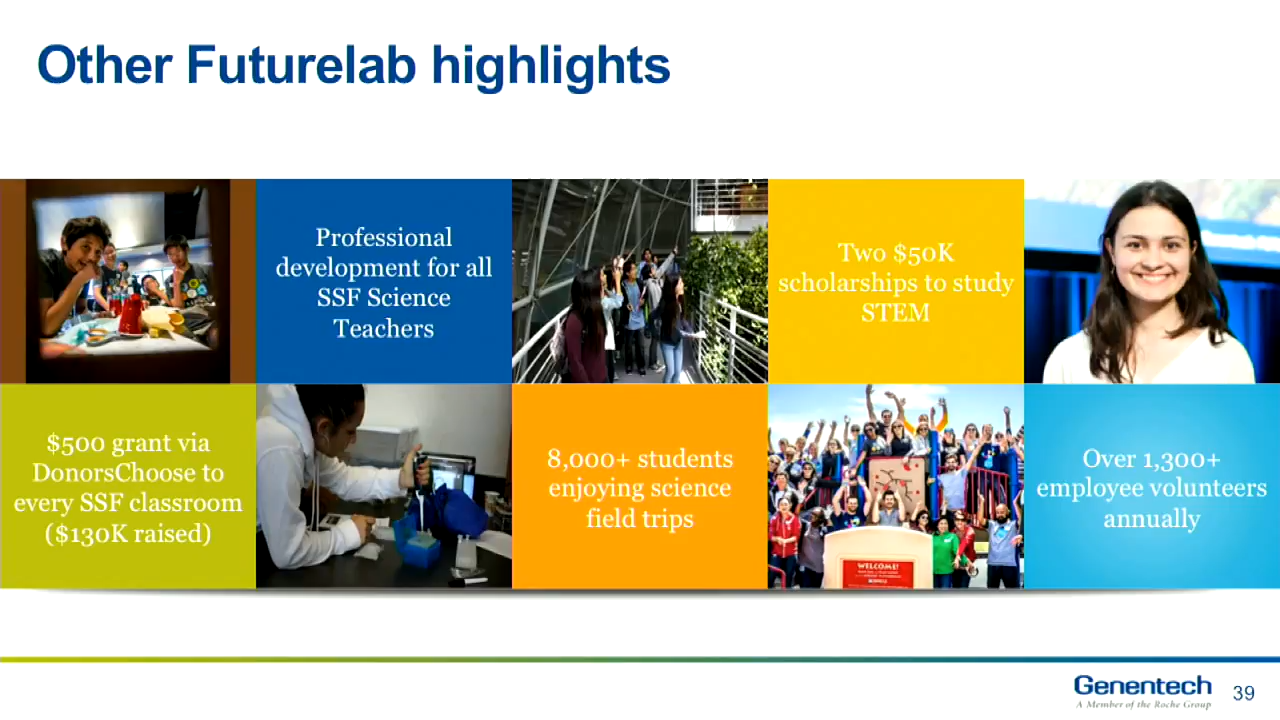 Other Futurelab highlights
Professional
development for all
SSF Science
Teachers
Two $50K
scholarships to study
STEM
$500 grant via
DonorsChoose to
every SSF classroom
($130K raised)
8,000+ students
enjoying science
field trips
WELCOME!
Over 1,300+
employee volunteers
annually
Genentech
A Member of the Roche Group
39